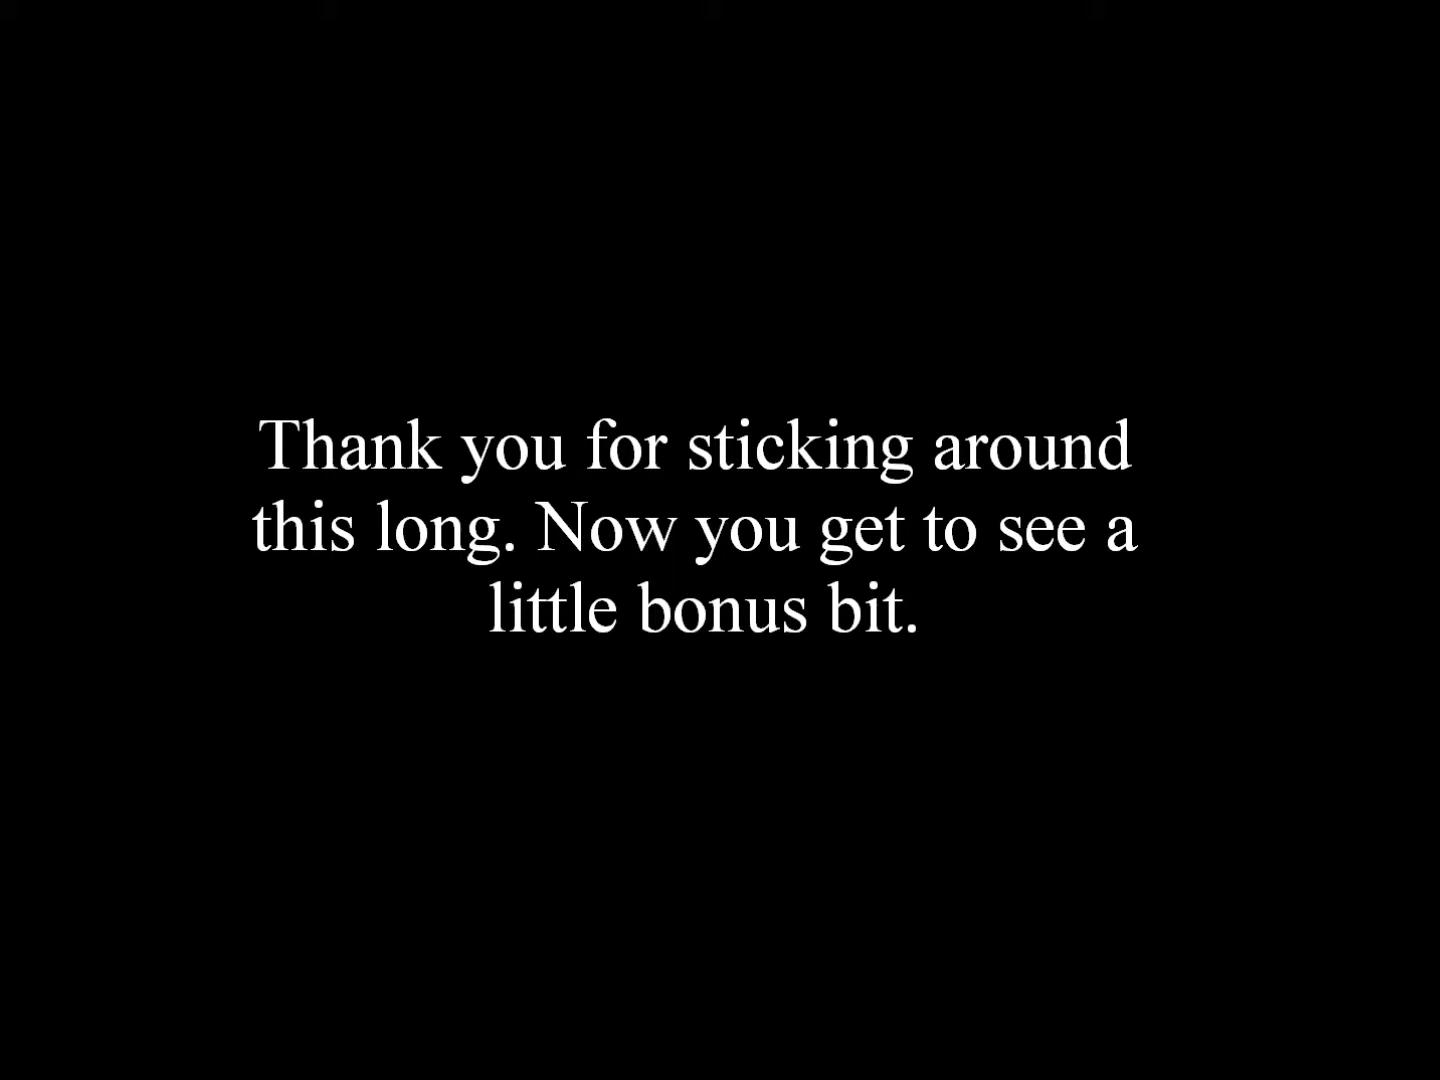 Thank you for sticking around
this long. Now you get to see a
little bonus bit.